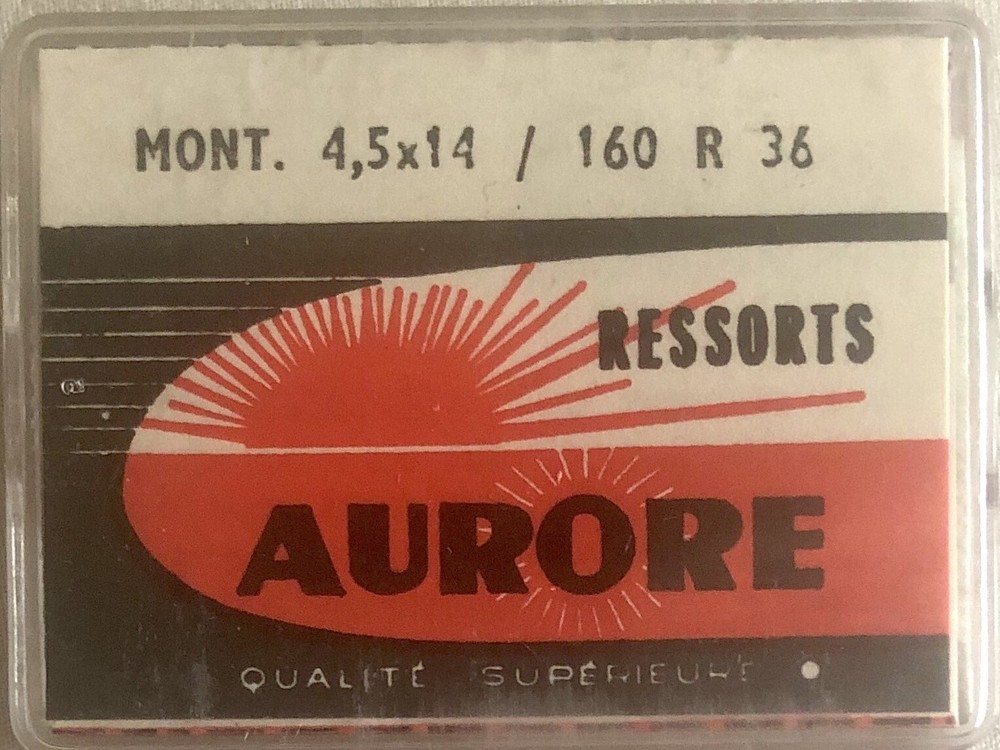 MONT. 4,5x14 / 160 R 36
RESSORTS
AURORE
QUALITÉ SUPÉRIEURE